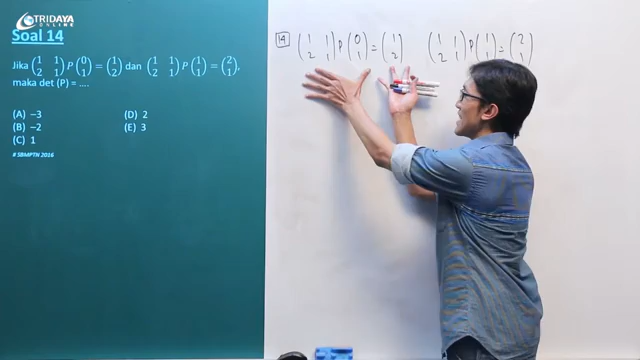 TRIDAYA
ONLINE
Soal 14
Jika (1 1; 2 1) P (0; 1) = (1; 2) dan (1 1; 2 1) P (1; 1) = (2; 1),
maka det (P) = ....
(A) −3 (D) 2
(B) −2 (E) 3
(C) 1
# SBMPTN 2016
14 (1 1; 2 1) P (0; 1) = (1; 2) (1 1; 2 1) P (1; 1) = (2; 1)